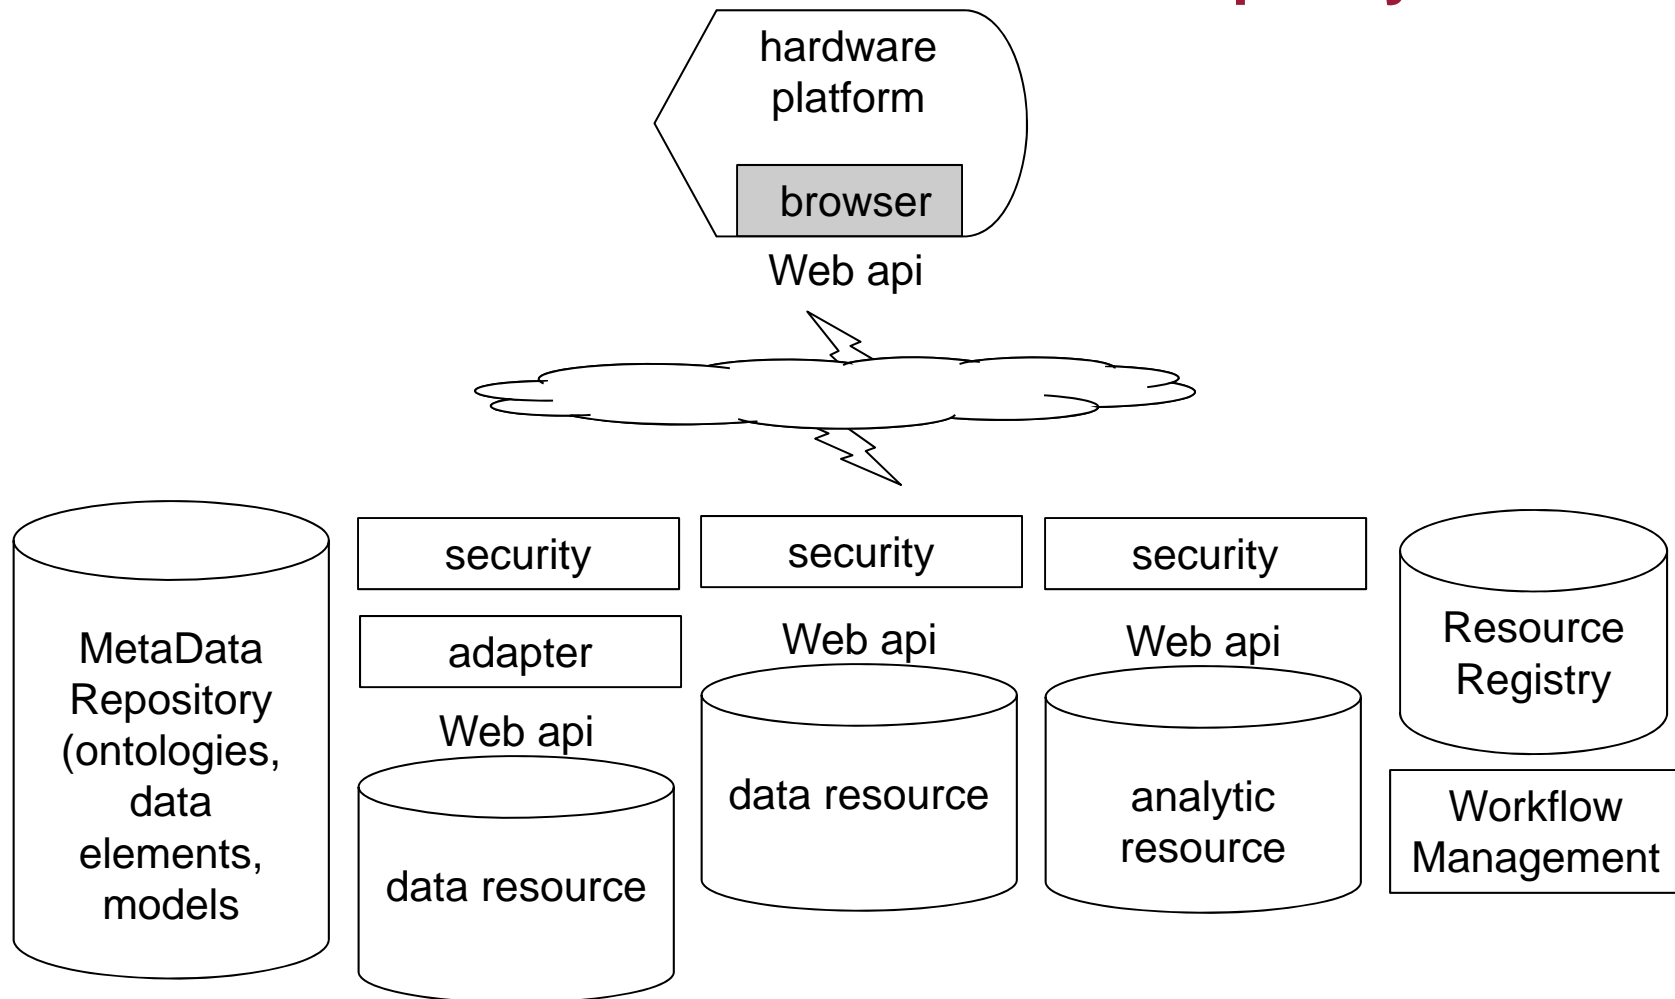 hardware
platform
browser
Web api
MetaData
Repository
(ontologies,
data
elements,
models
security
adapter
Web api
data resource
security
Web api
data resource
security
Web api
analytic
resource
Resource
Registry
Workflow
Management